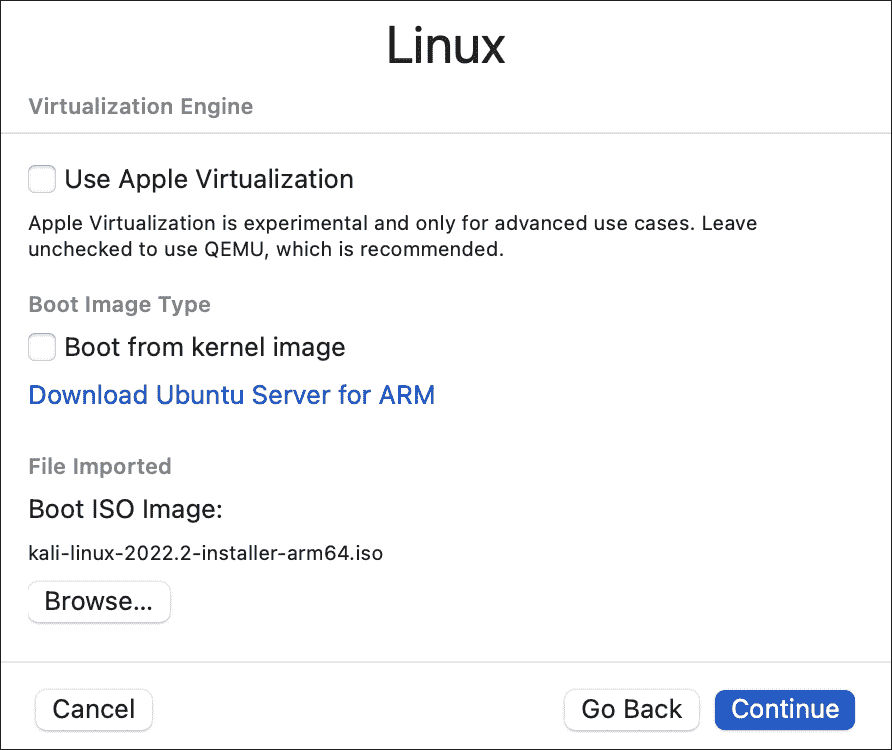 Linux
Virtualization Engine
Use Apple Virtualization
Apple Virtualization is experimental and only for advanced use cases. Leave
unchecked to use QEMU, which is recommended.
Boot Image Type
Boot from kernel image
Download Ubuntu Server for ARM
File Imported
Boot ISO Image:
kali-linux-2022.2-installer-arm64.iso
Browse...
Cancel
Go Back
Continue